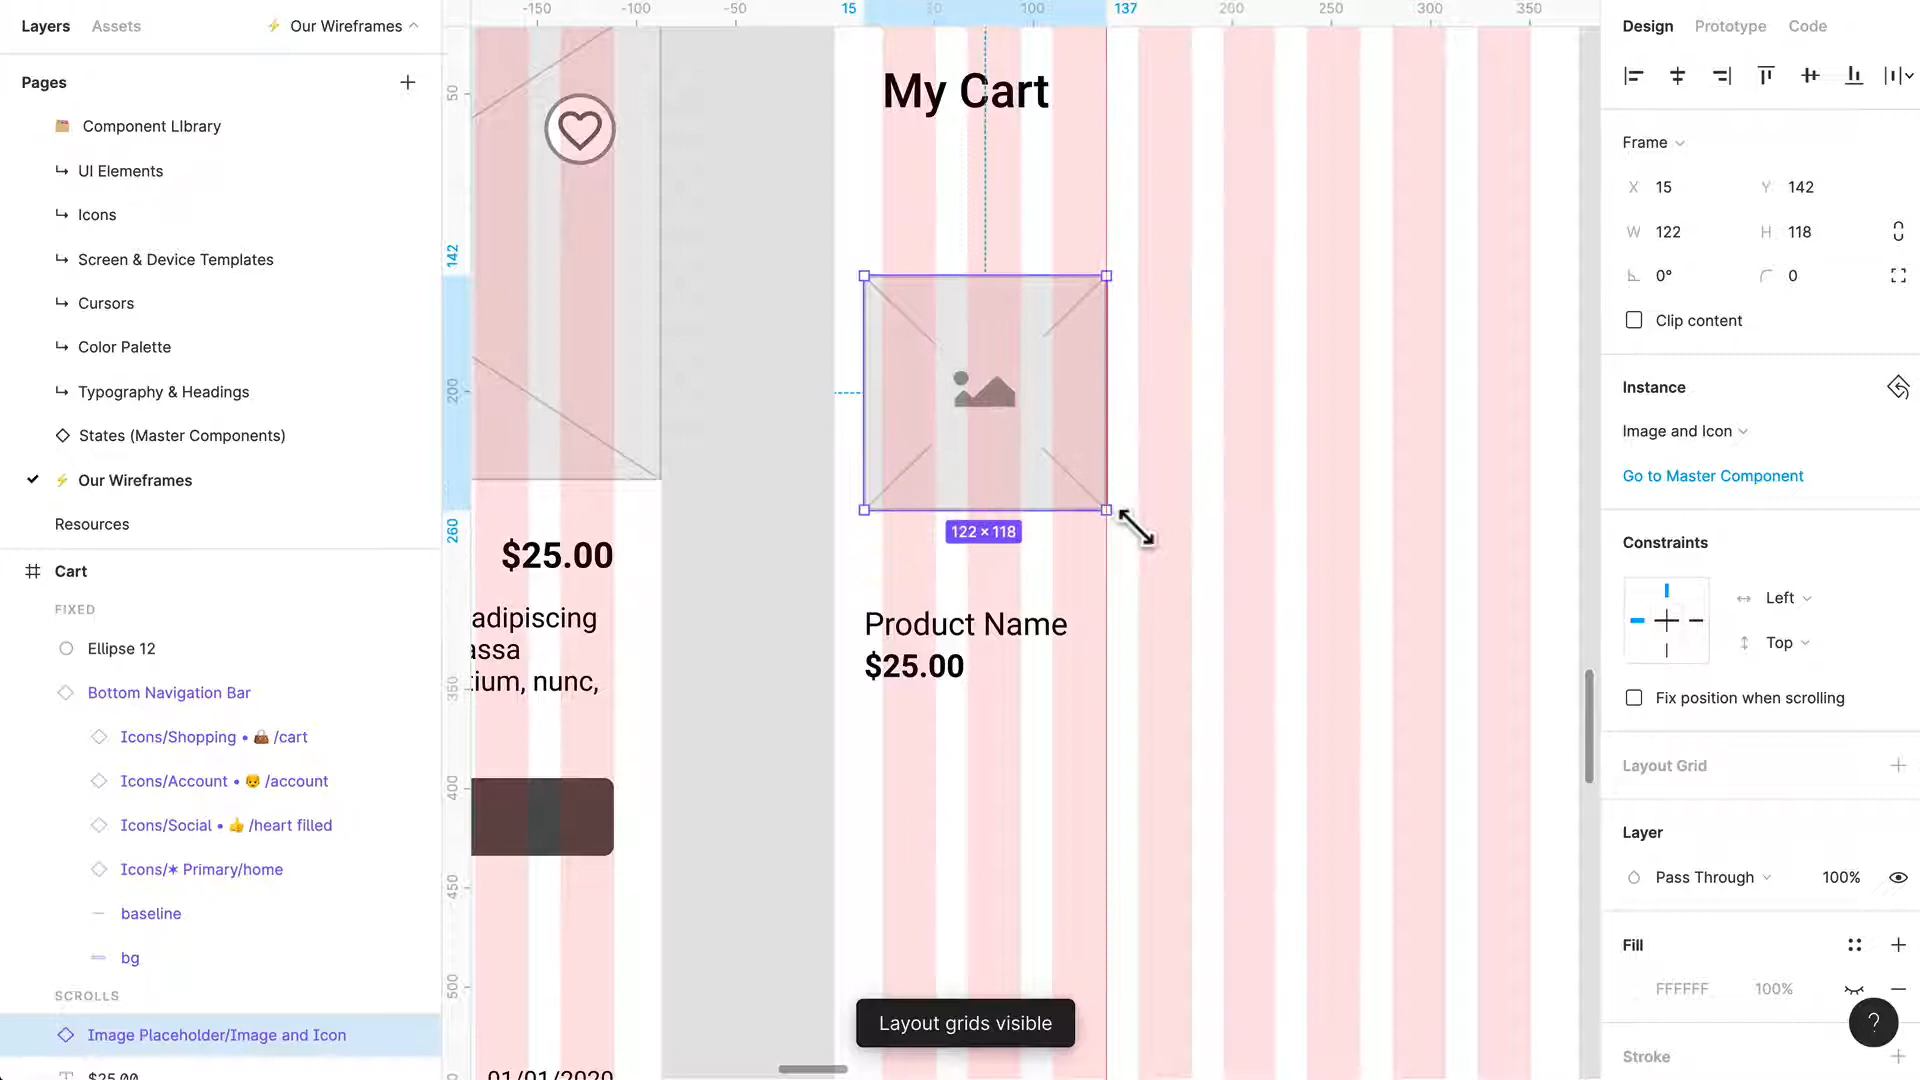 Layers Assets ⚡ Our Wireframes
Pages
Component LIbrary
UI Elements
Icons
Screen & Device Templates
Cursors
Color Palette
Typography & Headings
States (Master Components)
⚡ Our Wireframes
Resources
Cart
FIXED
Ellipse 12
Bottom Navigation Bar
Icons/Shopping • 👜 /cart
Icons/Account • 👨‍🦲 /account
Icons/Social • 👍 /heart filled
Icons/✶ Primary/home
baseline
bg
SCROLLS
Image Placeholder/Image and Icon
$25.00
-150 -100 -50 15 100 137 200 250 300 350
50
142
200
260
350
400
450
500
$25.00
adipiscing
assa
tium, nunc,
01/01/2020
My Cart
122 × 118
Product Name
$25.00
Layout grids visible
Design Prototype Code
Frame
X 15 Y 142
W 122 H 118
0° 0
Clip content
Instance
Image and Icon
Go to Master Component
Constraints
Left
Top
Fix position when scrolling
Layout Grid
Layer
Pass Through 100%
Fill
FFFFFF 100%
?
Stroke